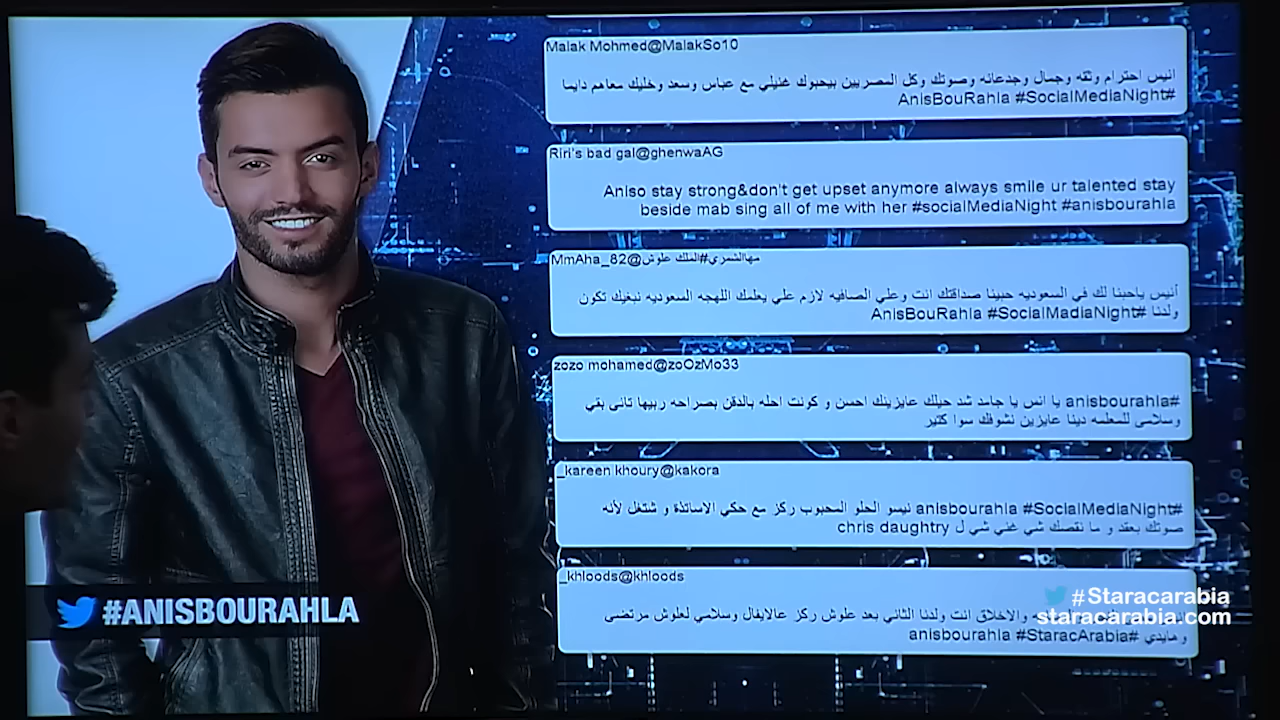 Malak Mohmed@MalakSo10
انيس احترام وثقه وجمال وجدعانه وصوتك وكل المصريين بيحبوك غنيلي مع عباس وسعد وخليك معاهم دايما
#AnisBouRahla #SocialMediaNight
Riri's bad gal@ghenwaAG
Aniso stay strong&don't get upset anymore always smile ur talented stay
beside mab sing all of me with her #socialMediaNight #anisbourahla
مهاالشمري#الملك علوش@MmAha_82
أنيس ياحبنا لك في السعوديه حبينا صداقتك انت وعلي الصافيه لازم علي يعلمك اللهجه السعوديه نبغيك تكون
ولدنا #AnisBouRahla #SocialMadiaNight
zozo mohamed@zoOzMo33
#anisbourahla يا انس يا جامد شد حيلك عايزينك احسن و كونت احله بالدقن بصراحه ربيها تانى بقي
وسلامى للمعلمه دينا عايزين نشوفك سوا كتير
_kareen khoury@kakora
#anisbourahla #SocialMediaNight نيسو الحلو المحبوب ركز مع حكي الاساتذة و شتغل لأنه
صوتك بعقد و ما نقصك شي غني شي ل chris daughtry
_khloods@khloods
والاخلاق انت ولدنا الثاني بعد علوش ركز عالايفال وسلامي لعلوش مرتضى
وهايدي #anisbourahla #StaracArabia
#ANISBOURAHLA
#Staracarabia
staracarabia.com